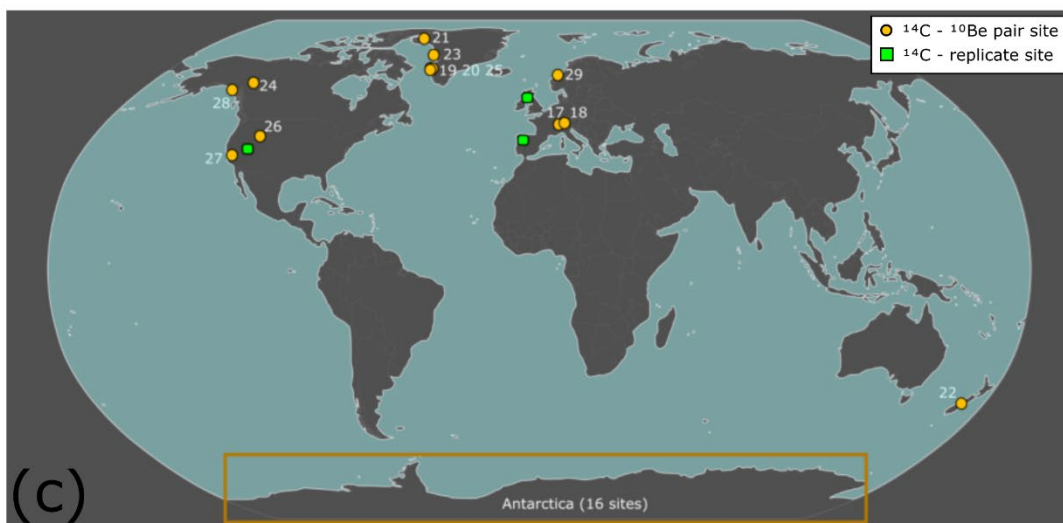 ¹⁴C - ¹⁰Be pair site
¹⁴C - replicate site
21
23
19 20 25
29
24
28
17 18
26
27
22
Antarctica (16 sites)
(c)